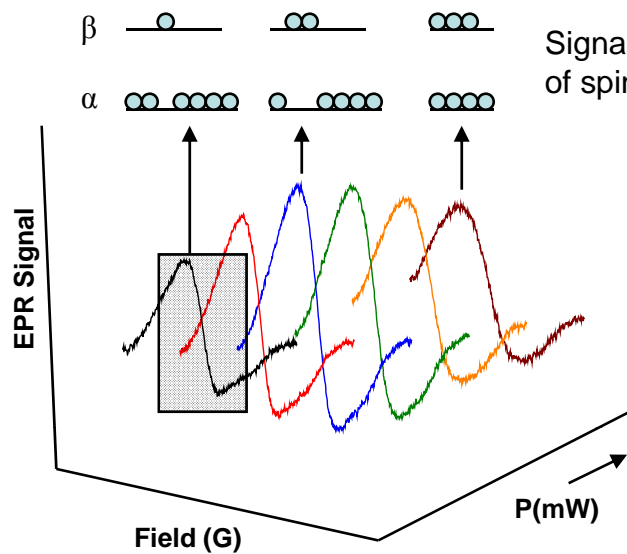 β
Signa
of spi
α
EPR Signal
P(mW)
Field (G)